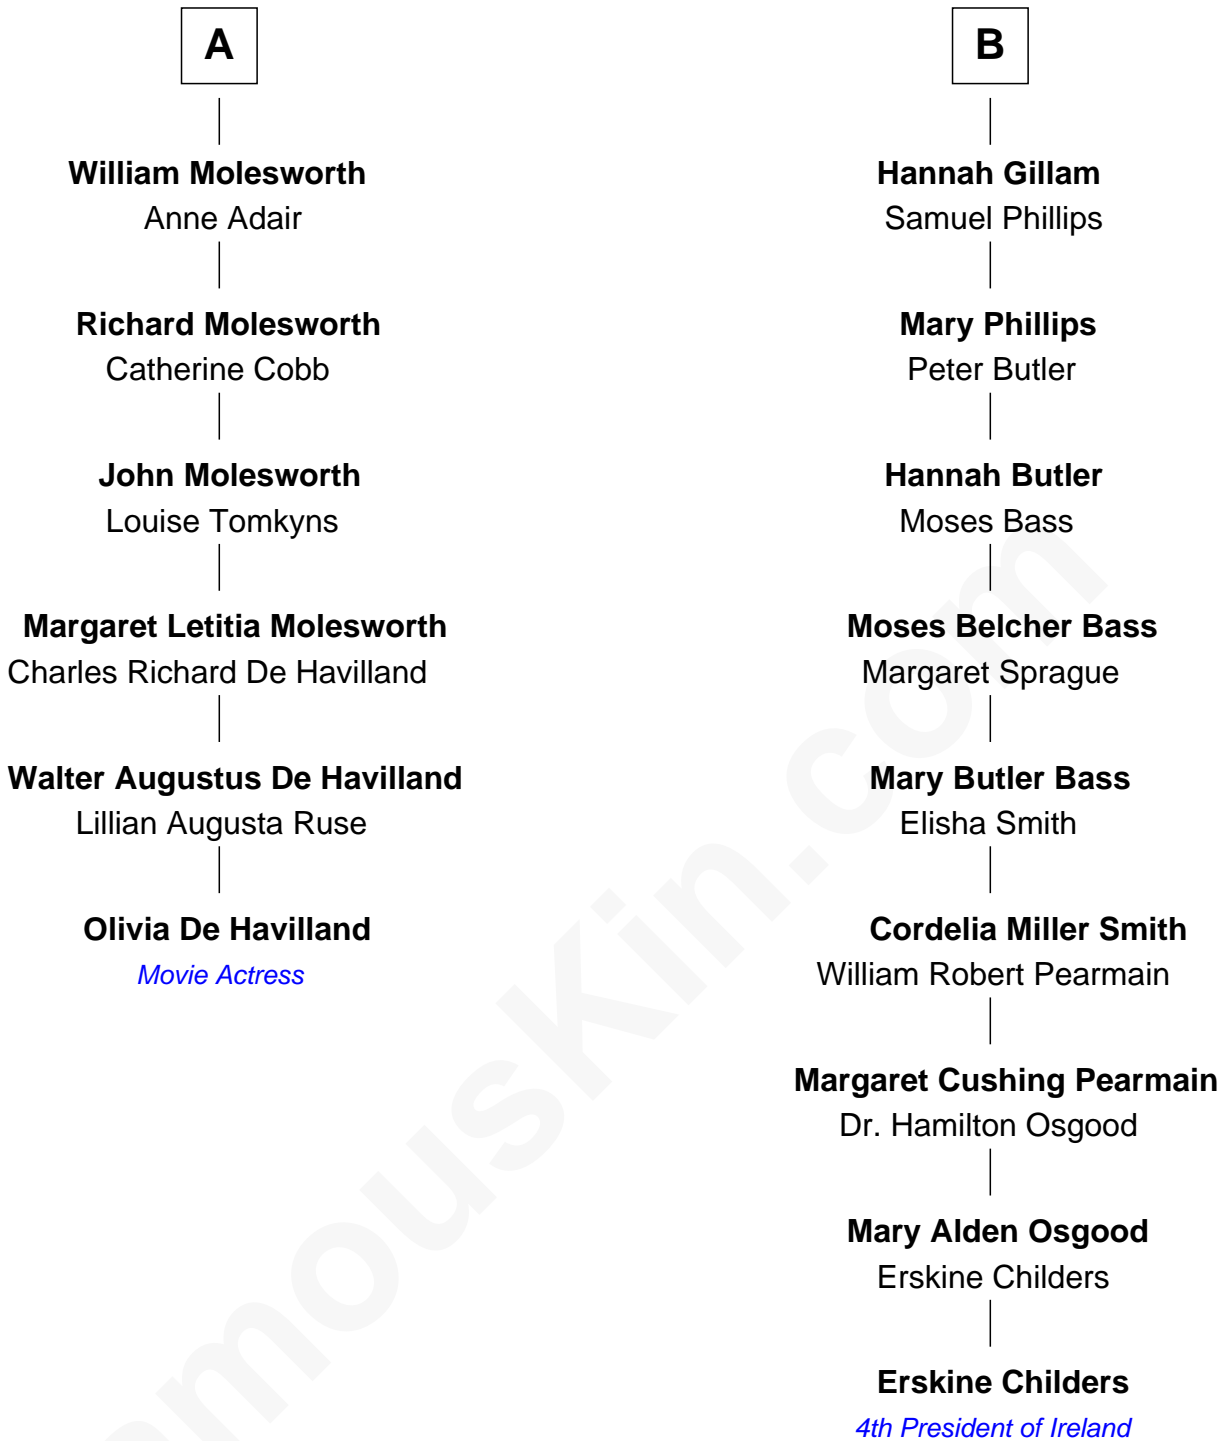 A
William Molesworth
Anne Adair
Richard Molesworth
Catherine Cobb
John Molesworth
Louise Tomkyns
Margaret Letitia Molesworth
Charles Richard De Havilland
Walter Augustus De Havilland
Lillian Augusta Ruse
Olivia De Havilland
Movie Actress
B
Hannah Gillam
Samuel Phillips
Mary Phillips
Peter Butler
Hannah Butler
Moses Bass
Moses Belcher Bass
Margaret Sprague
Mary Butler Bass
Elisha Smith
Cordelia Miller Smith
William Robert Pearmain
Margaret Cushing Pearmain
Dr. Hamilton Osgood
Mary Alden Osgood
Erskine Childers
Erskine Childers
4th President of Ireland
amousKin.com